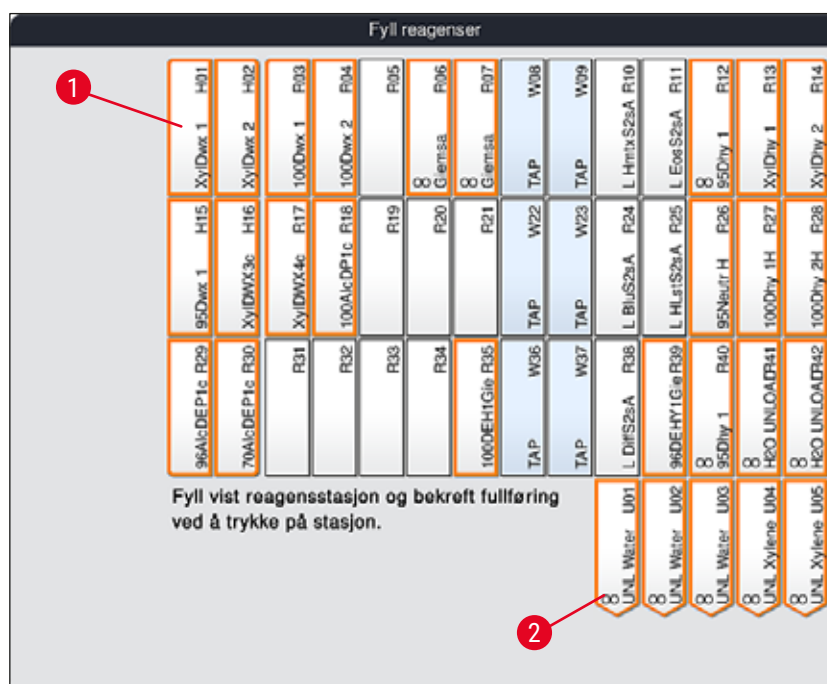 Fyll reagenser
1
XylDwx 1 H01
XylDwx 2 H02
100Dwx 1 R03
100Dwx 2 R04
R05
∞ Giemsa R06
∞ Giemsa R07
TAP W08
TAP W09
L HmtxS2sA R10
L EosS2sA R11
∞ 95Dhy 1 R12
XylDhy 1 R13
XylDhy 2 R14
95Dwx 1 H15
XylDWX3c H16
XylDWX4c R17
100AlcDP1c R18
R19
R20
R21
TAP W22
TAP W23
L BluS2sA R24
L HLstS2sA R25
95Neutr H R26
100Dhy 1H R27
100Dhy 2H R28
96AlcDEP1c R29
70AlcDEP1c R30
R31
R32
R33
R34
100DEH1Gie R35
TAP W36
TAP W37
L DiffS2sA R38
96DEHY1Gie R39
∞ 95Dhy 1 R40
∞ H2O UNLOAD R41
∞ H2O UNLOAD R42
Fyll vist reagensstasjon og bekreft fullføring
ved å trykke på stasjon.
∞ UNL Water U01
∞ UNL Water U02
∞ UNL Water U03
∞ UNL Xylene U04
∞ UNL Xylene U05
2